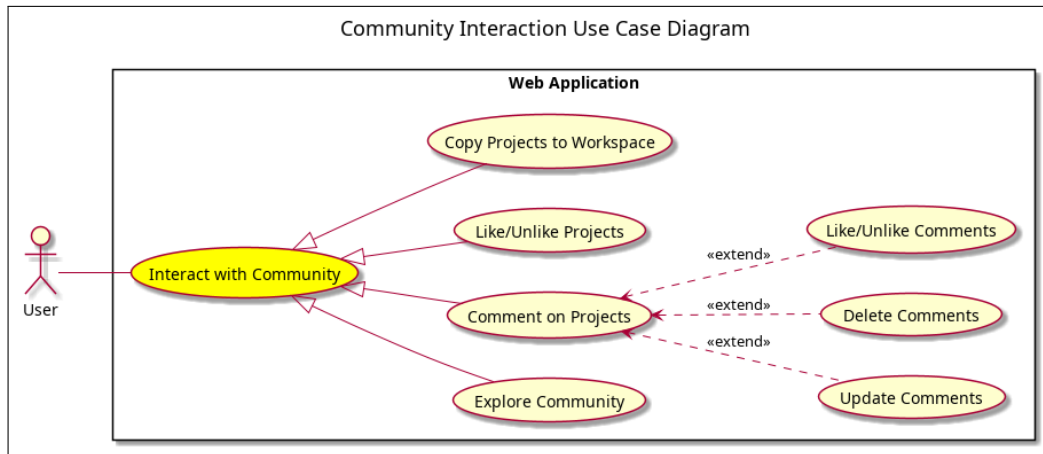 Community Interaction Use Case Diagram
Web Application
Copy Projects to Workspace
Like/Unlike Projects
Like/Unlike Comments
«extend»
Interact with Community
User
Comment on Projects
«extend»
Delete Comments
«extend»
Explore Community
Update Comments